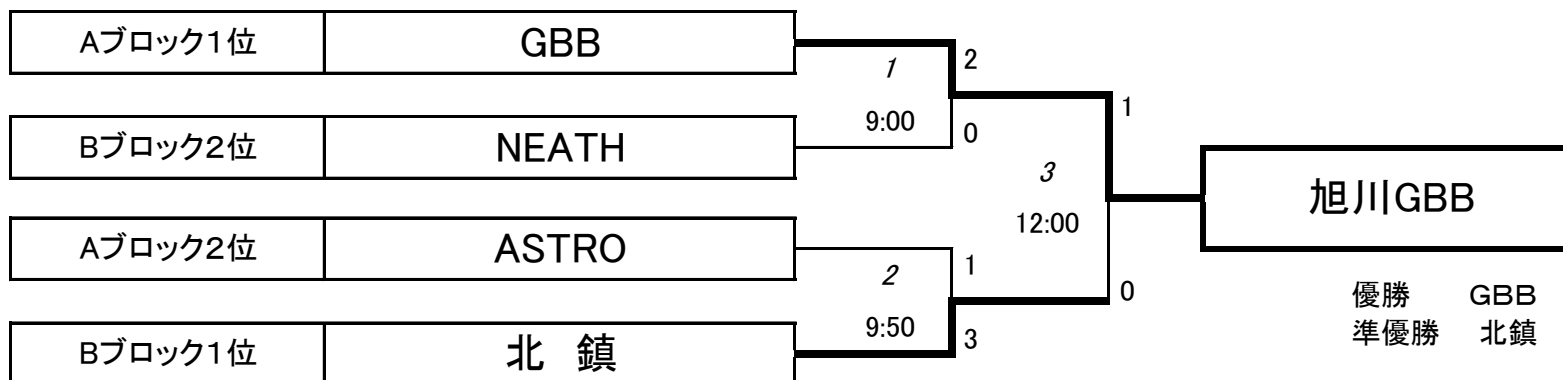 Aブロック1位 GBB
1
2
9:00
0
Bブロック2位 NEATH
1
3
12:00
旭川GBB
Aブロック2位 ASTRO
1
2
9:50
3
0
Bブロック1位 北 鎮
優勝 GBB
準優勝 北鎮